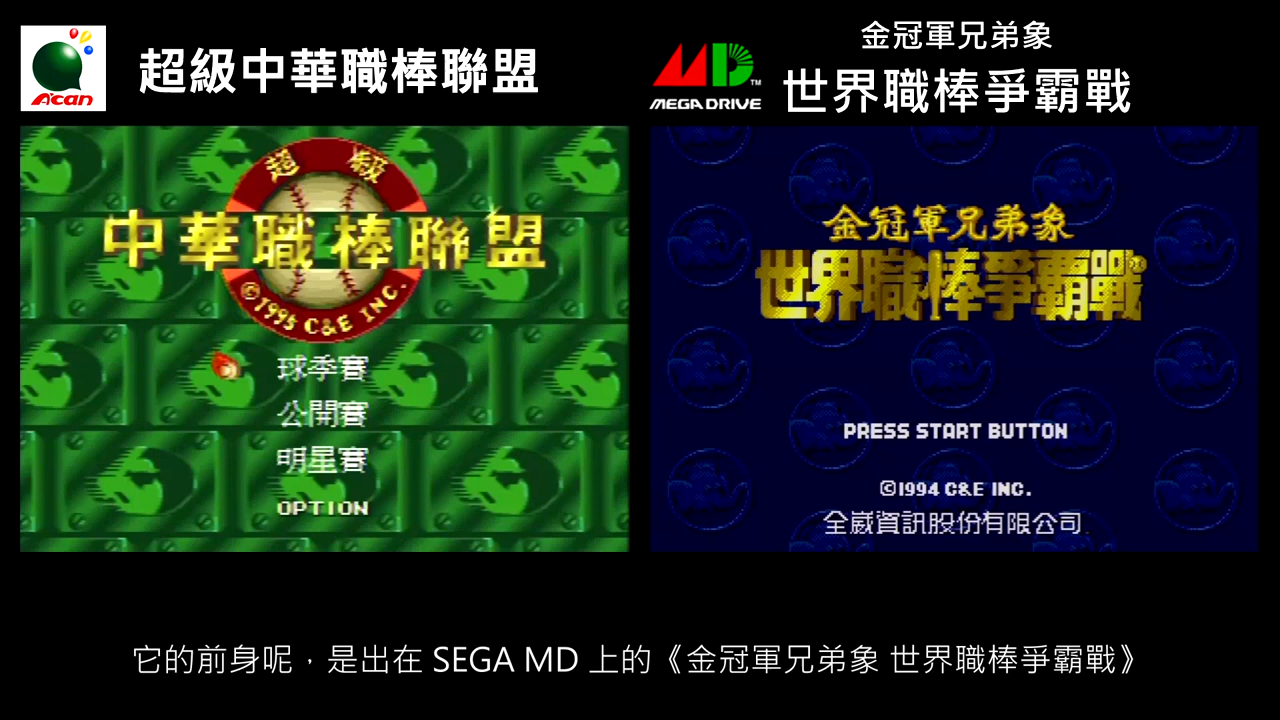 A'can
超級中華職棒聯盟
MD TM
MEGA DRIVE
金冠軍兄弟象
世界職棒爭霸戰
超級
中華職棒聯盟
©1995 C&E INC.
球季賽
公開賽
明星賽
OPTION
金冠軍兄弟象
世界職棒爭霸戰
PRESS START BUTTON
©1994 C&E INC.
全崴資訊股份有限公司
它的前身呢，是出在 SEGA MD 上的《金冠軍兄弟象 世界職棒爭霸戰》